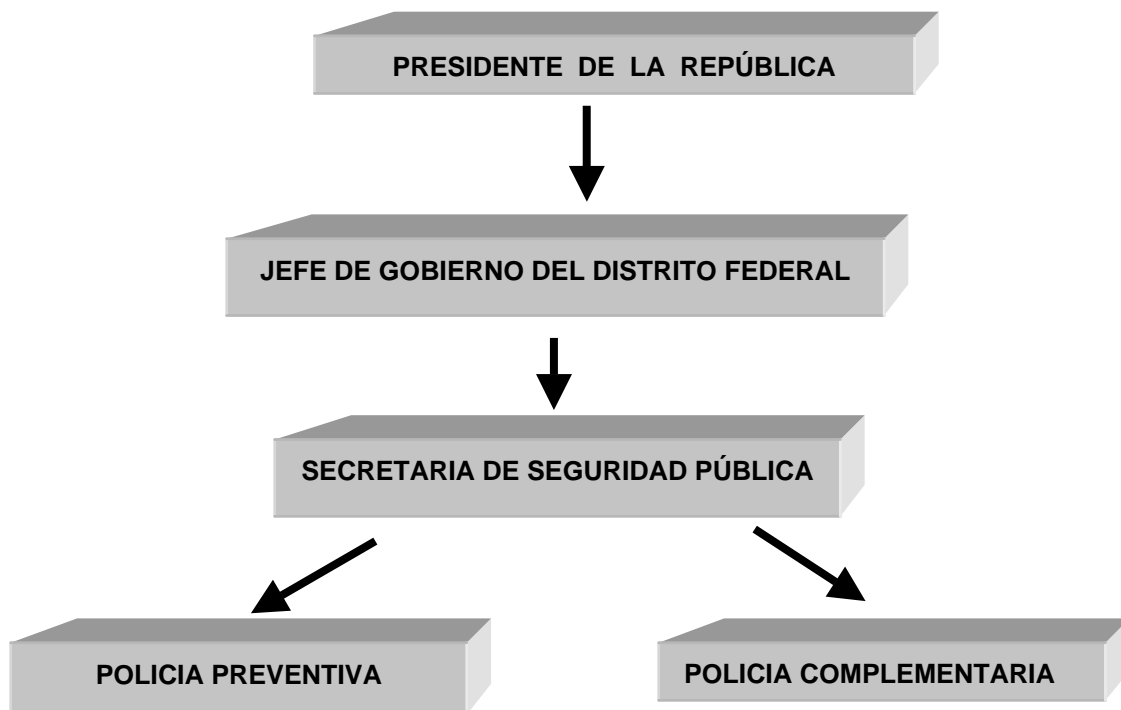 PRESIDENTE DE LA REPÚBLICA
JEFE DE GOBIERNO DEL DISTRITO FEDERAL
SECRETARIA DE SEGURIDAD PÚBLICA
POLICIA PREVENTIVA
POLICIA COMPLEMENTARIA